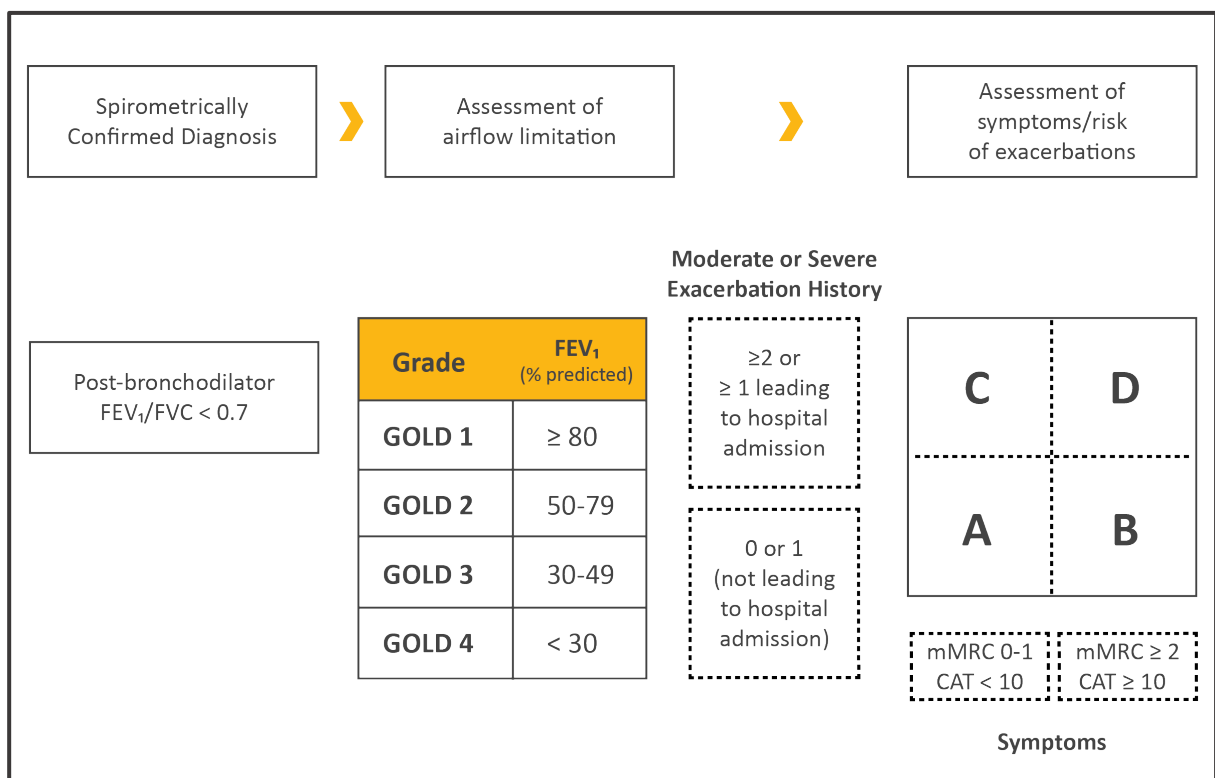 Spirometrically
Confirmed Diagnosis
Assessment of
airflow limitation
Assessment of
symptoms/risk
of exacerbations
Post-bronchodilator
FEV₁/FVC < 0.7
Grade
FEV₁
(% predicted)
GOLD 1
≥ 80
GOLD 2
50-79
GOLD 3
30-49
GOLD 4
< 30
Moderate or Severe
Exacerbation History
≥2 or
≥ 1 leading
to hospital
admission
0 or 1
(not leading
to hospital
admission)
C
D
A
B
mMRC 0-1
CAT < 10
mMRC ≥ 2
CAT ≥ 10
Symptoms